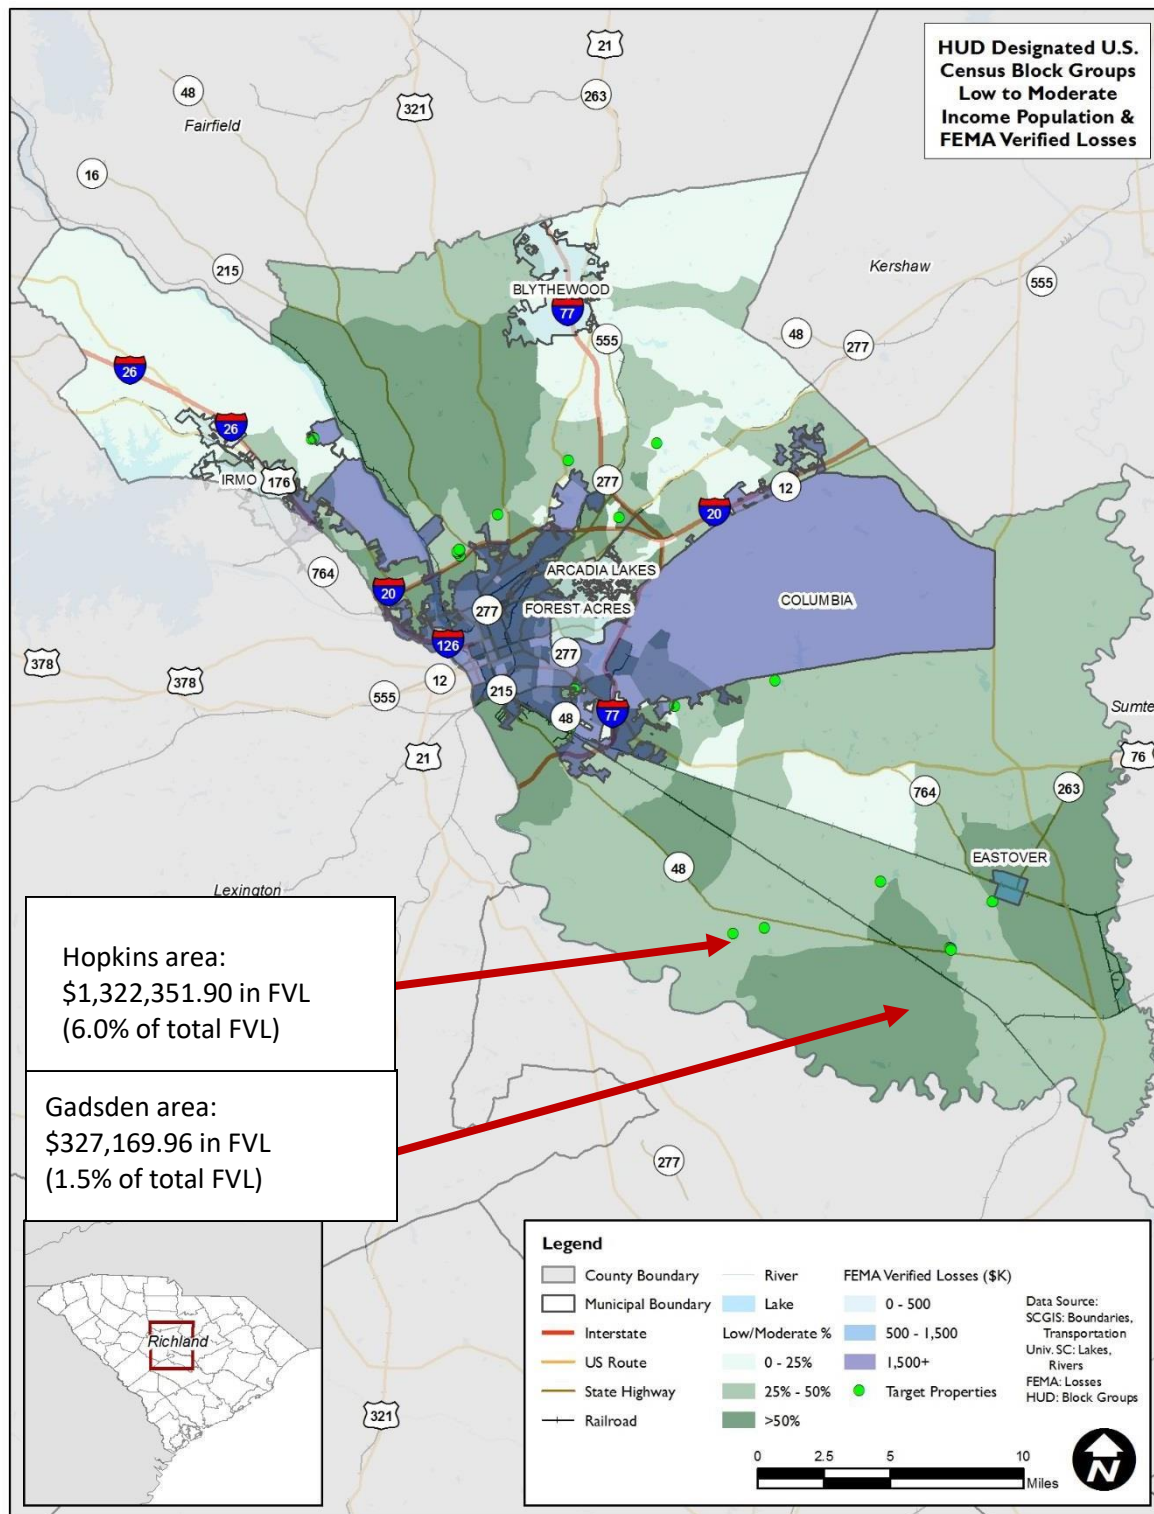 HUD Designated U.S.
Census Block Groups
Low to Moderate
Income Population &
FEMA Verified Losses
21
48
263
321
Fairfield
16
215
Kershaw
555
BLYTHEWOOD
77
555
48
277
26
26
IRMO
176
277
12
20
764
20
ARCADIA LAKES
277
FOREST ACRES
COLUMBIA
126
277
378
378
12
555
215
48
77
21
Sumte
76
764
263
EASTOVER
48
Lexington
Hopkins area:
$1,322,351.90 in FVL
(6.0% of total FVL)
Gadsden area:
$327,169.96 in FVL
(1.5% of total FVL)
277
321
Richland
Legend
County Boundary
Municipal Boundary
Interstate
US Route
State Highway
Railroad
River
Lake
Low/Moderate %
0 - 25%
25% - 50%
>50%
FEMA Verified Losses ($K)
0 - 500
500 - 1,500
1,500+
Target Properties
Data Source:
SCGIS: Boundaries,
Transportation
Univ. SC: Lakes,
Rivers
FEMA: Losses
HUD: Block Groups
0 2.5 5 10
Miles
N